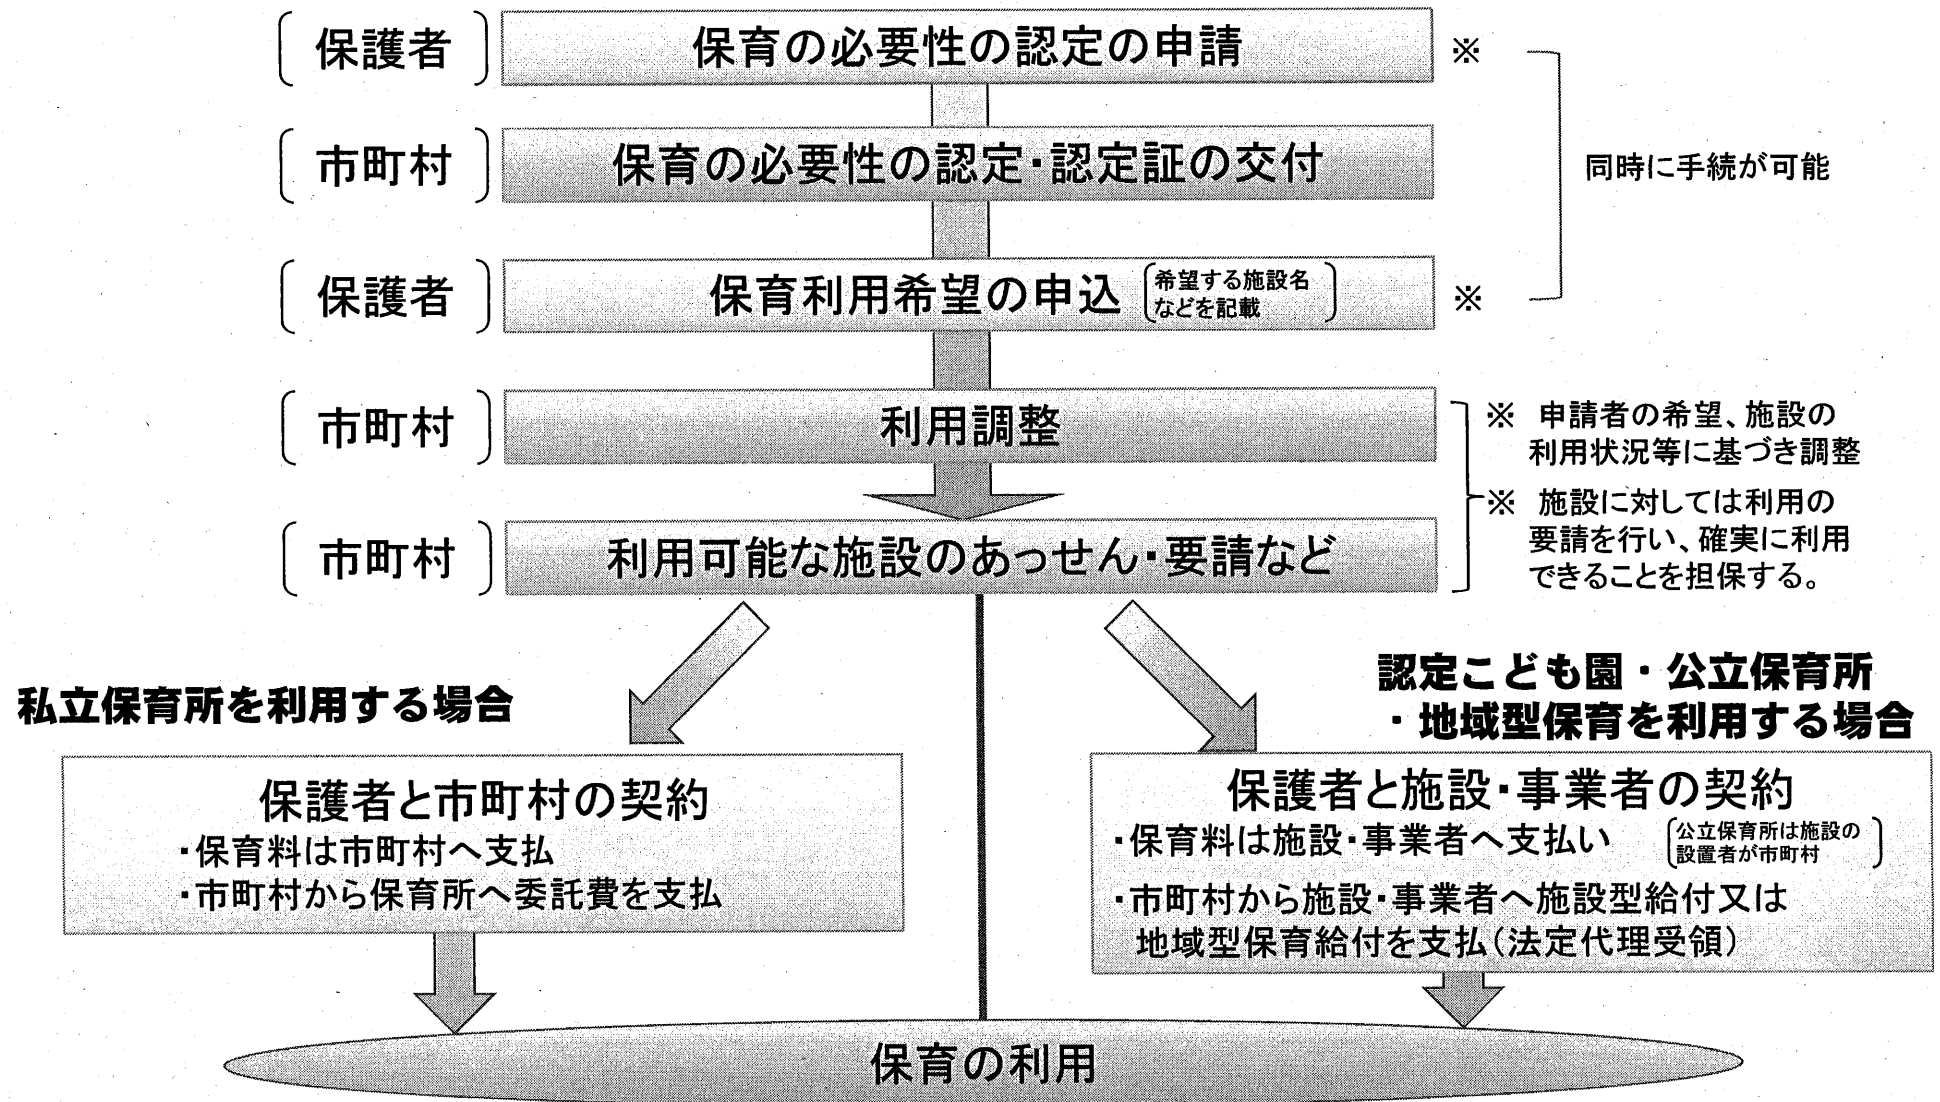 保護者
保育の必要性の認定の申請
※
市町村
保育の必要性の認定・認定証の交付
同時に手続が可能
保護者
保育利用希望の申込
希望する施設名
などを記載
※
市町村
利用調整
※ 申請者の希望、施設の
利用状況等に基づき調整
市町村
利用可能な施設のあっせん・要請など
※ 施設に対しては利用の
要請を行い、確実に利用
できることを担保する。
私立保育所を利用する場合
保護者と市町村の契約
・保育料は市町村へ支払
・市町村から保育所へ委託費を支払
認定こども園・公立保育所
・地域型保育を利用する場合
保護者と施設・事業者の契約
・保育料は施設・事業者へ支払い
公立保育所は施設の
設置者が市町村
・市町村から施設・事業者へ施設型給付又は
地域型保育給付を支払(法定代理受領)
保育の利用